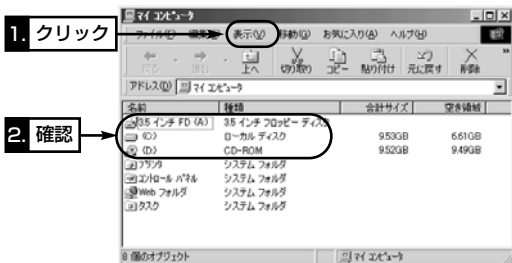 マイ コンピュータ
ファイル(F) 編集(E) 表示(V) 移動(G) お気に入り(A) ヘルプ(H)
1. クリック
戻る 進む 上へ 切り取り コピー 貼り付け 元に戻す 削除
アドレス(D) マイ コンピュータ
名前 種類 合計サイズ 空き領域
3.5 インチ FD (A:) 3.5 インチ フロッピー ディスク
2. 確認
(C:) ローカル ディスク 9.53GB 6.61GB
(D:) CD-ROM 9.52GB 9.49GB
プリンタ システム フォルダ
コントロール パネル システム フォルダ
Web フォルダ システム フォルダ
タスク システム フォルダ
8 個のオブジェクト マイ コンピュータ